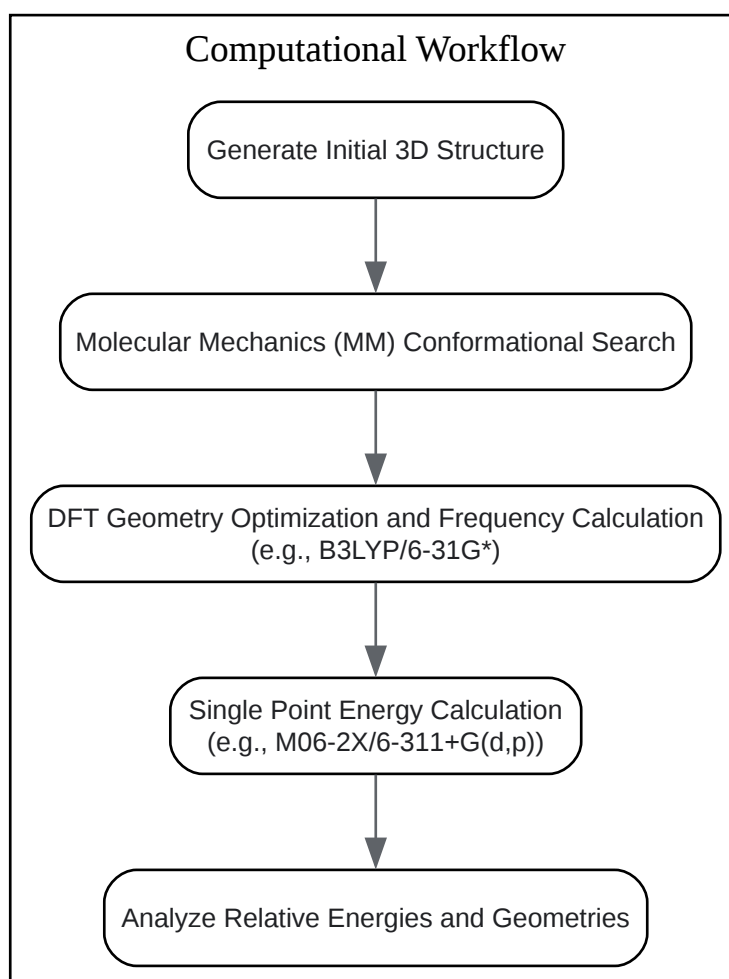 Computational Workflow
Generate Initial 3D Structure
Molecular Mechanics (MM) Conformational Search
DFT Geometry Optimization and Frequency Calculation
(e.g., B3LYP/6-31G*)
Single Point Energy Calculation
(e.g., M06-2X/6-311+G(d,p))
Analyze Relative Energies and Geometries